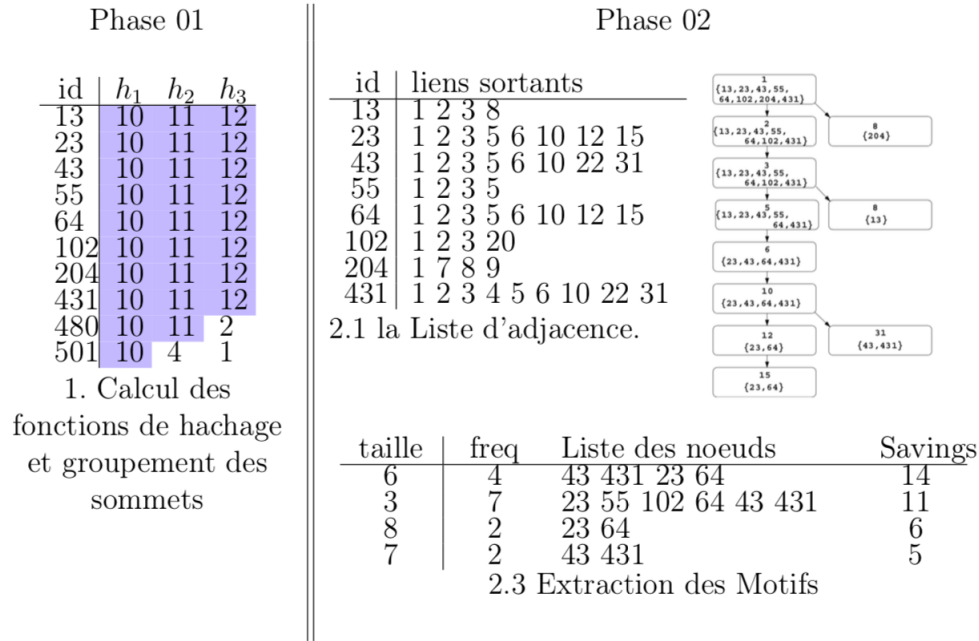 Phase 01
id h1 h2 h3
13 10 11 12
23 10 11 12
43 10 11 12
55 10 11 12
64 10 11 12
102 10 11 12
204 10 11 12
431 10 11 12
480 10 11 2
501 10 4 1
1. Calcul des
fonctions de hachage
et groupement des
sommets
Phase 02
id liens sortants
13 1 2 3 8
23 1 2 3 5 6 10 12 15
43 1 2 3 5 6 10 22 31
55 1 2 3 5
64 1 2 3 5 6 10 12 15
102 1 2 3 20
204 1 7 8 9
431 1 2 3 4 5 6 10 22 31
2.1 la Liste d'adjacence.
1
{13,23,43,55,
64,102,204,431}
2
{13,23,43,55,
64,102,431}
8
{204}
3
{13,23,43,55,
64,102,431}
5
{13,23,43,55,
64,431}
8
{13}
6
{23,43,64,431}
10
{23,43,64,431}
12
{23,64}
31
{43,431}
15
{23,64}
taille freq Liste des noeuds Savings
6 4 43 431 23 64 14
3 7 23 55 102 64 43 431 11
8 2 23 64 6
7 2 43 431 5
2.3 Extraction des Motifs